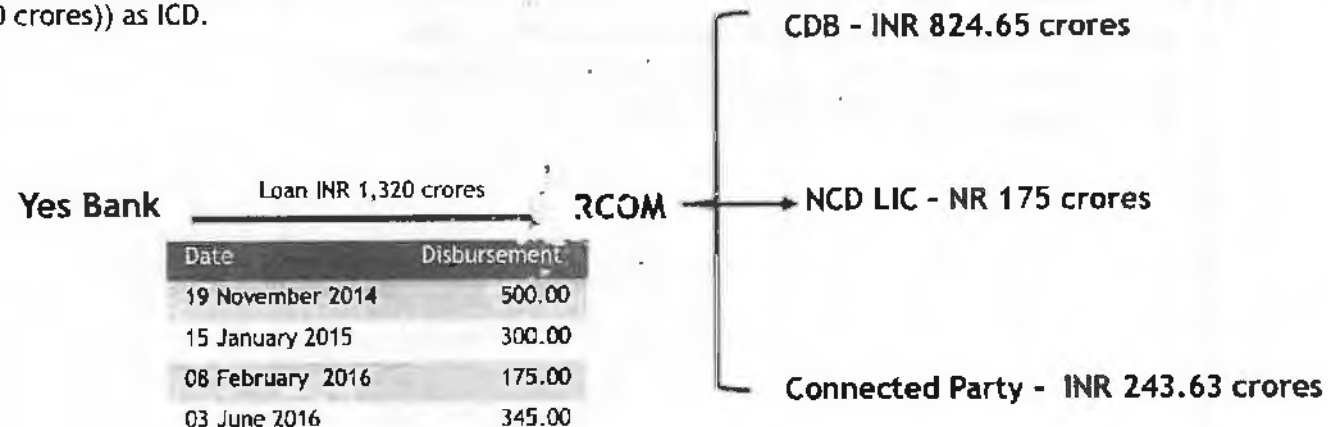 0 crores)) as ICD.
CDB - INR 824.65 crores
Yes Bank
Loan INR 1,320 crores
RCOM
NCD LIC - NR 175 crores
Date Disbursement
19 November 2014 500.00
15 January 2015 300.00
08 February 2016 175.00
03 June 2016 345.00
Connected Party - INR 243.63 crores